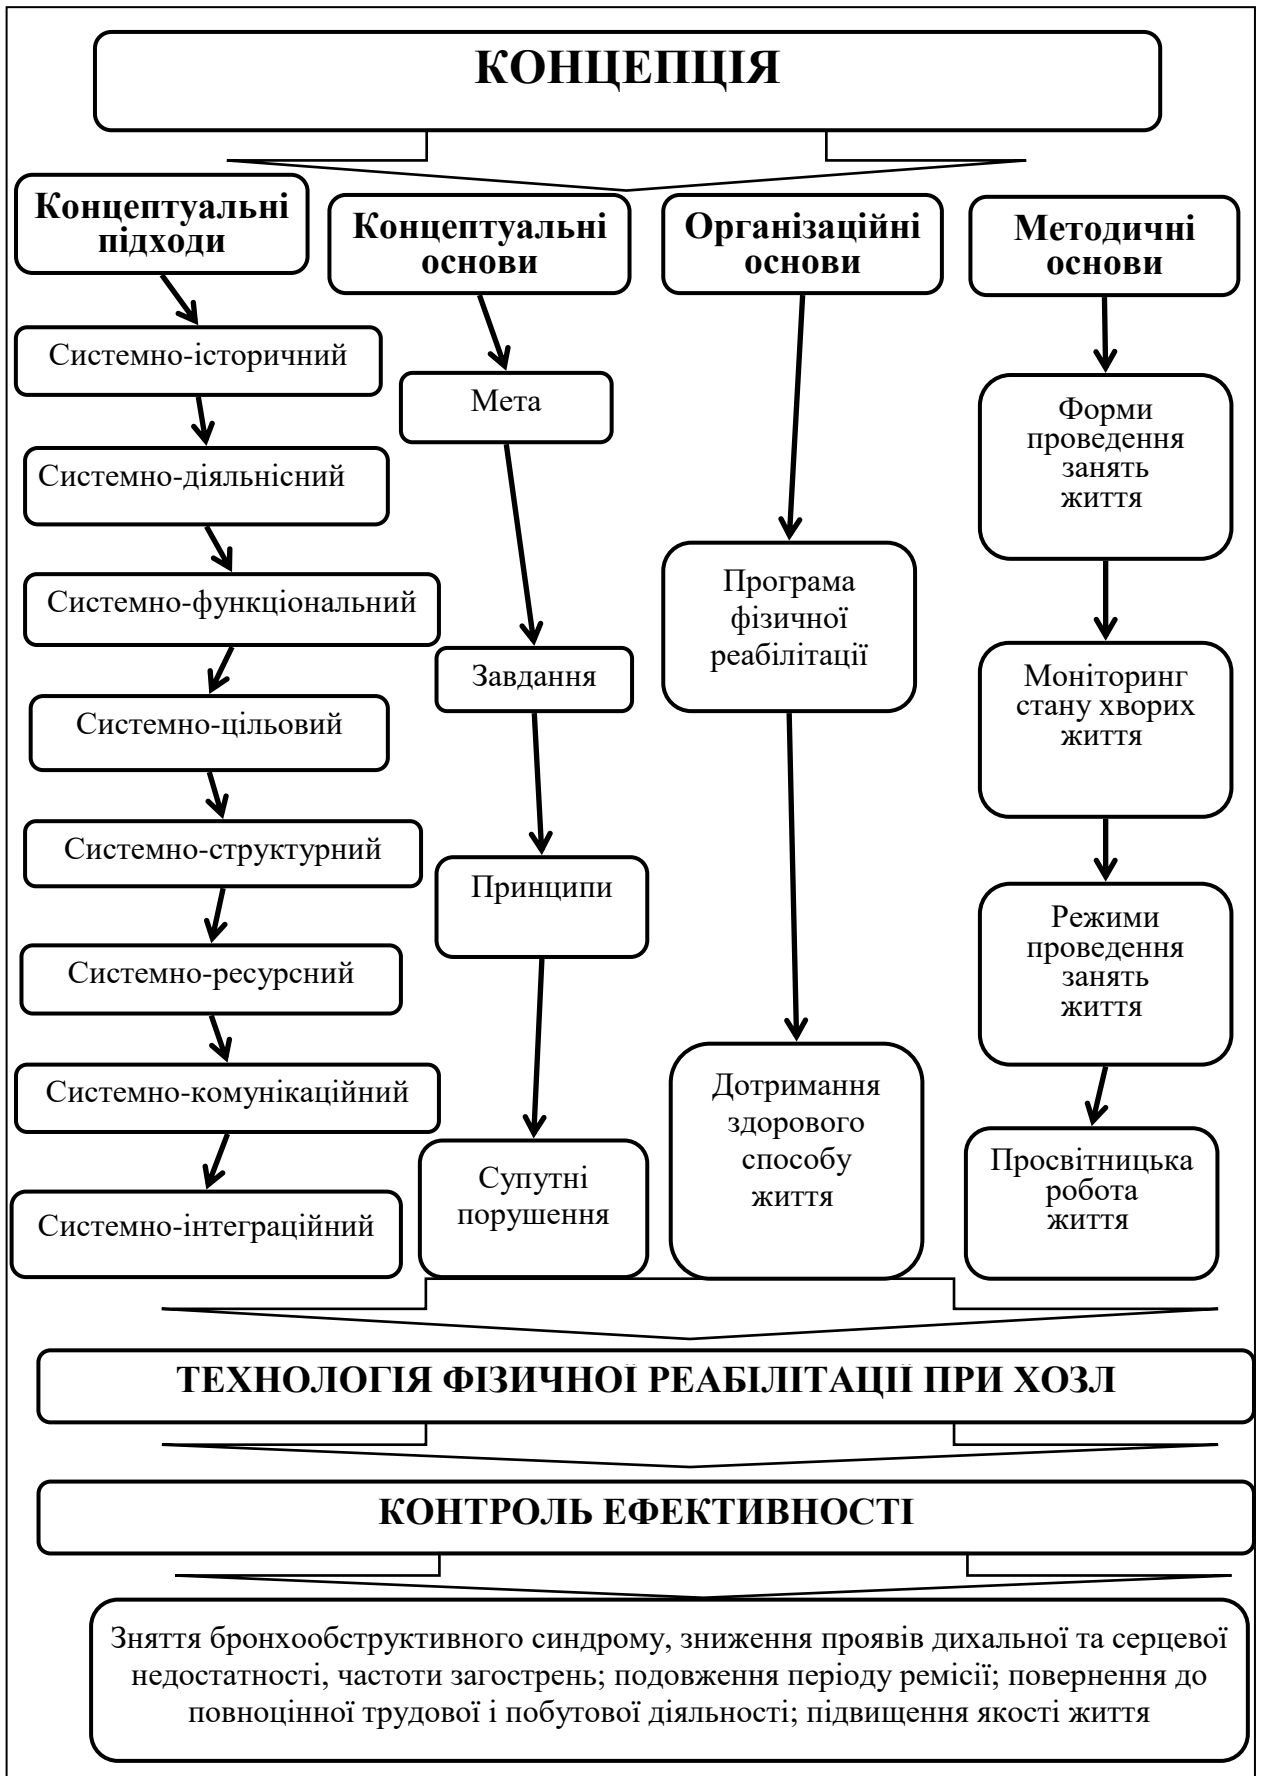 КОНЦЕПЦІЯ
Концептуальні
підходи
Системно-історичний
Системно-діяльнісний
Системно-функціональний
Системно-цільовий
Системно-структурний
Системно-ресурсний
Системно-комунікаційний
Системно-інтеграційний
Концептуальні
основи
Мета
Завдання
Принципи
Супутні
порушення
Організаційні
основи
Програма
фізичної
реабілітації
Дотримання
здорового
способу
життя
Методичні
основи
Форми
проведення
занять
життя
Моніторинг
стану хворих
життя
Режими
проведення
занять
життя
Просвітницька
робота
життя
ТЕХНОЛОГІЯ ФІЗИЧНОЇ РЕАБІЛІТАЦІЇ ПРИ ХОЗЛ
КОНТРОЛЬ ЕФЕКТИВНОСТІ
Зняття бронхообструктивного синдрому, зниження проявів дихальної та серцевої
недостатності, частоти загострень; подовження періоду ремісії; повернення до
повноцінної трудової і побутової діяльності; підвищення якості життя